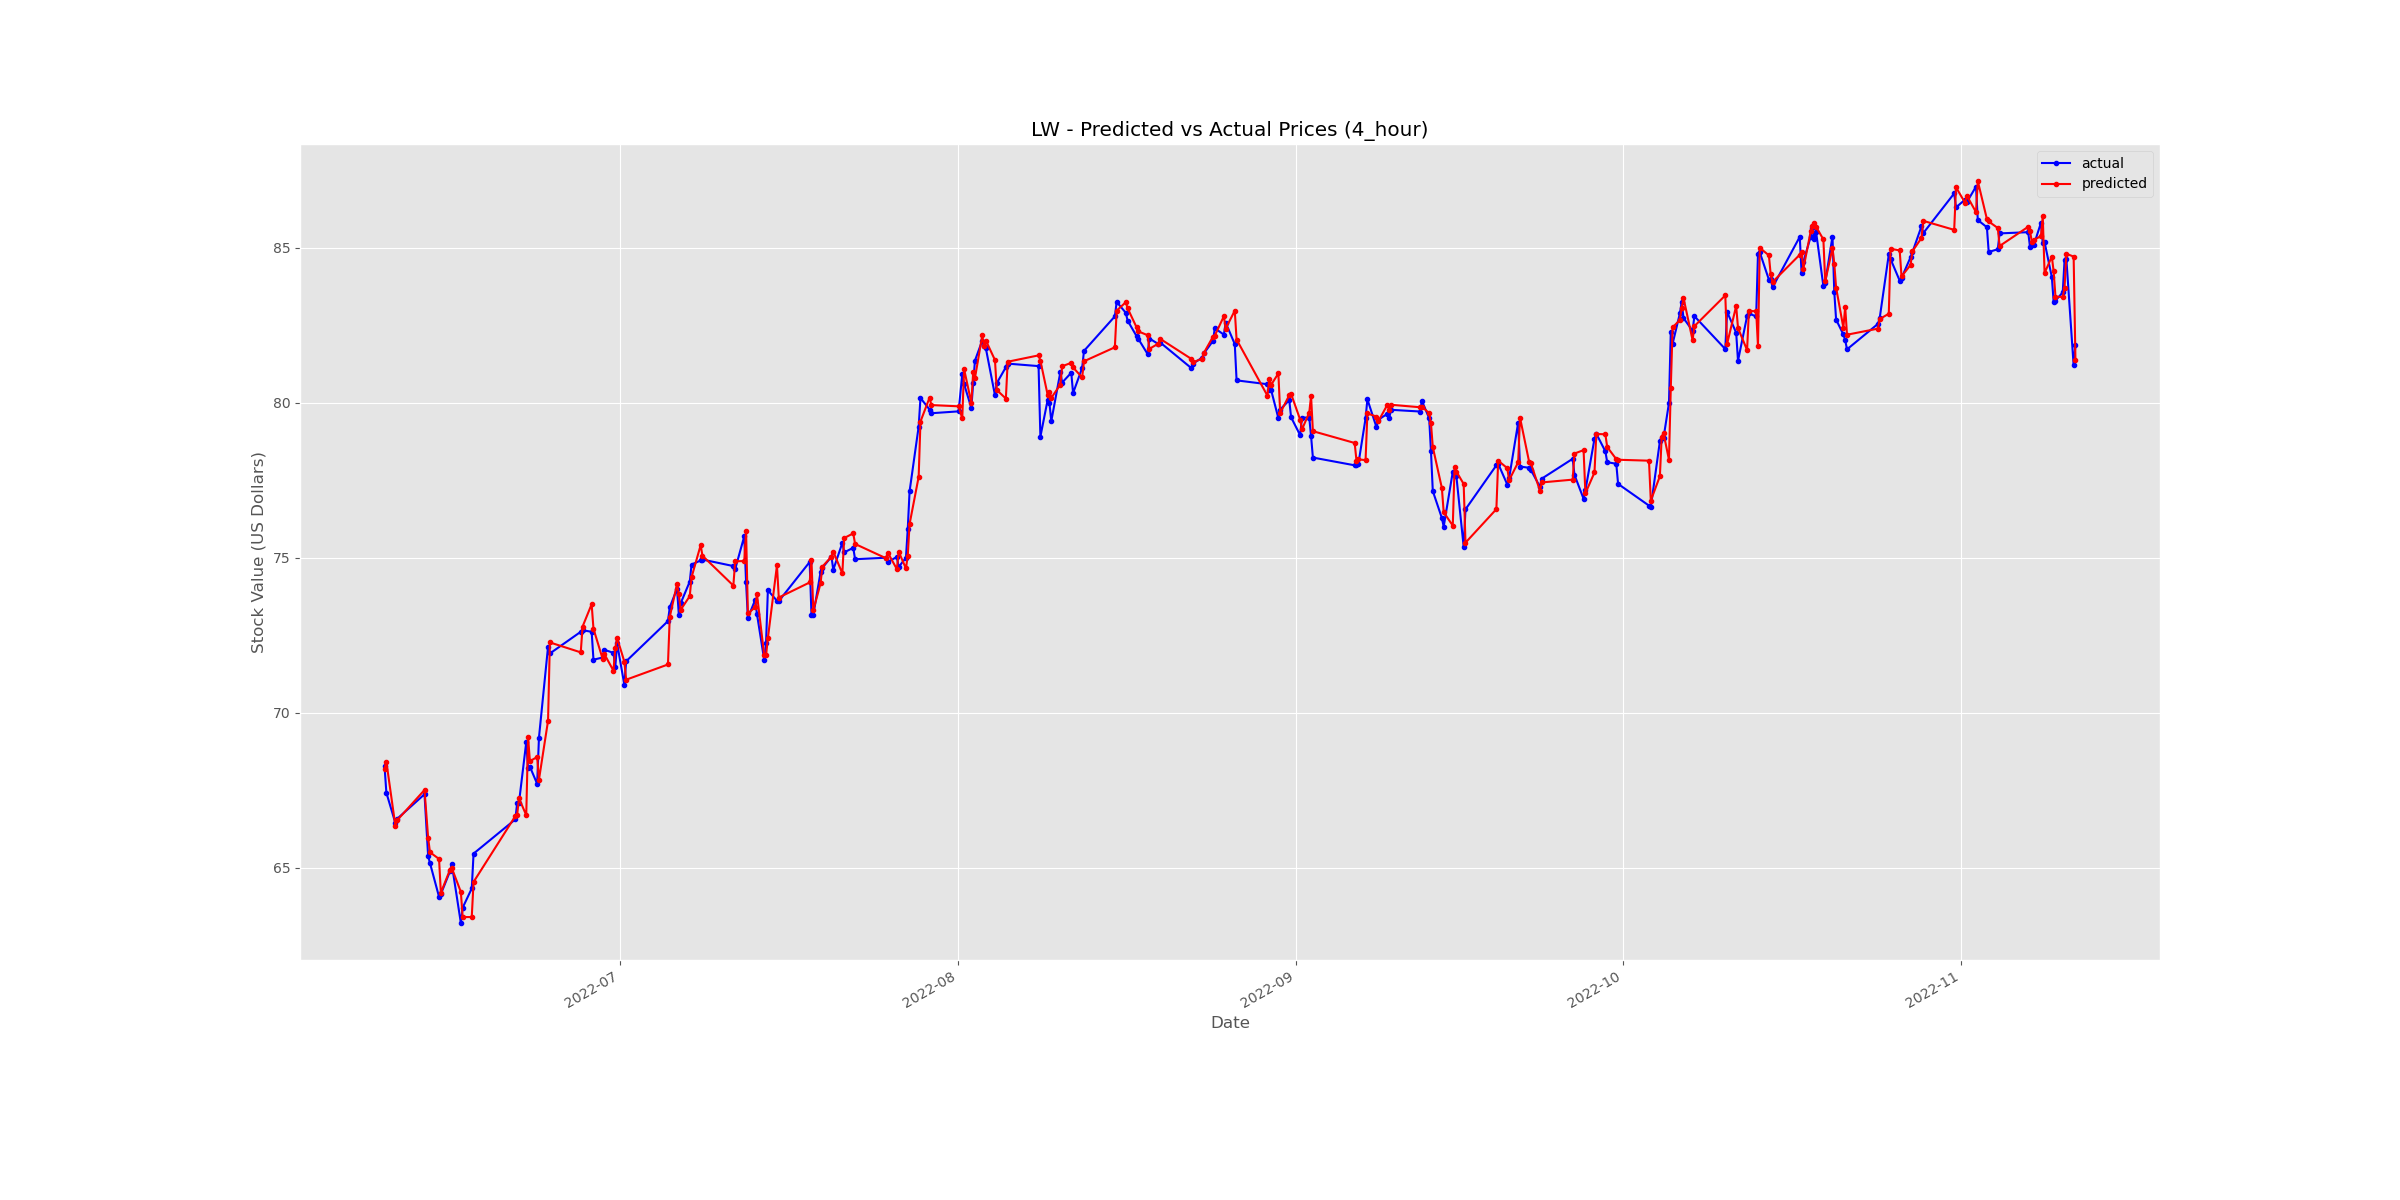 LW - Predicted vs Actual Prices (4_hour)
actual
predicted
Stock Value (US Dollars)
85
80
75
70
65
2022-07
2022-08
2022-09
2022-10
2022-11
Date